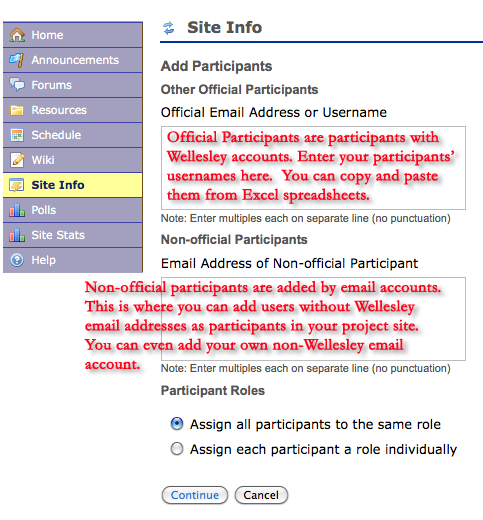 Home
Announcements
Forums
Resources
Schedule
Wiki
Site Info
Polls
Site Stats
Help
Site Info
Add Participants
Other Official Participants
Official Email Address or Username
Official Participants are participants with
Wellesley accounts. Enter your participants'
usernames here.  You can copy and paste
them from Excel spreadsheets.
Note: Enter multiples each on separate line (no punctuation)
Non-official Participants
Email Address of Non-official Participant
Non-official participants are added by email accounts.
This is where you can add users without Wellesley
email addresses as participants in your project site.
You can even add your own non-Wellesley email
account.
Note: Enter multiples each on separate line (no punctuation)
Participant Roles
Assign all participants to the same role
Assign each participant a role individually
Continue Cancel